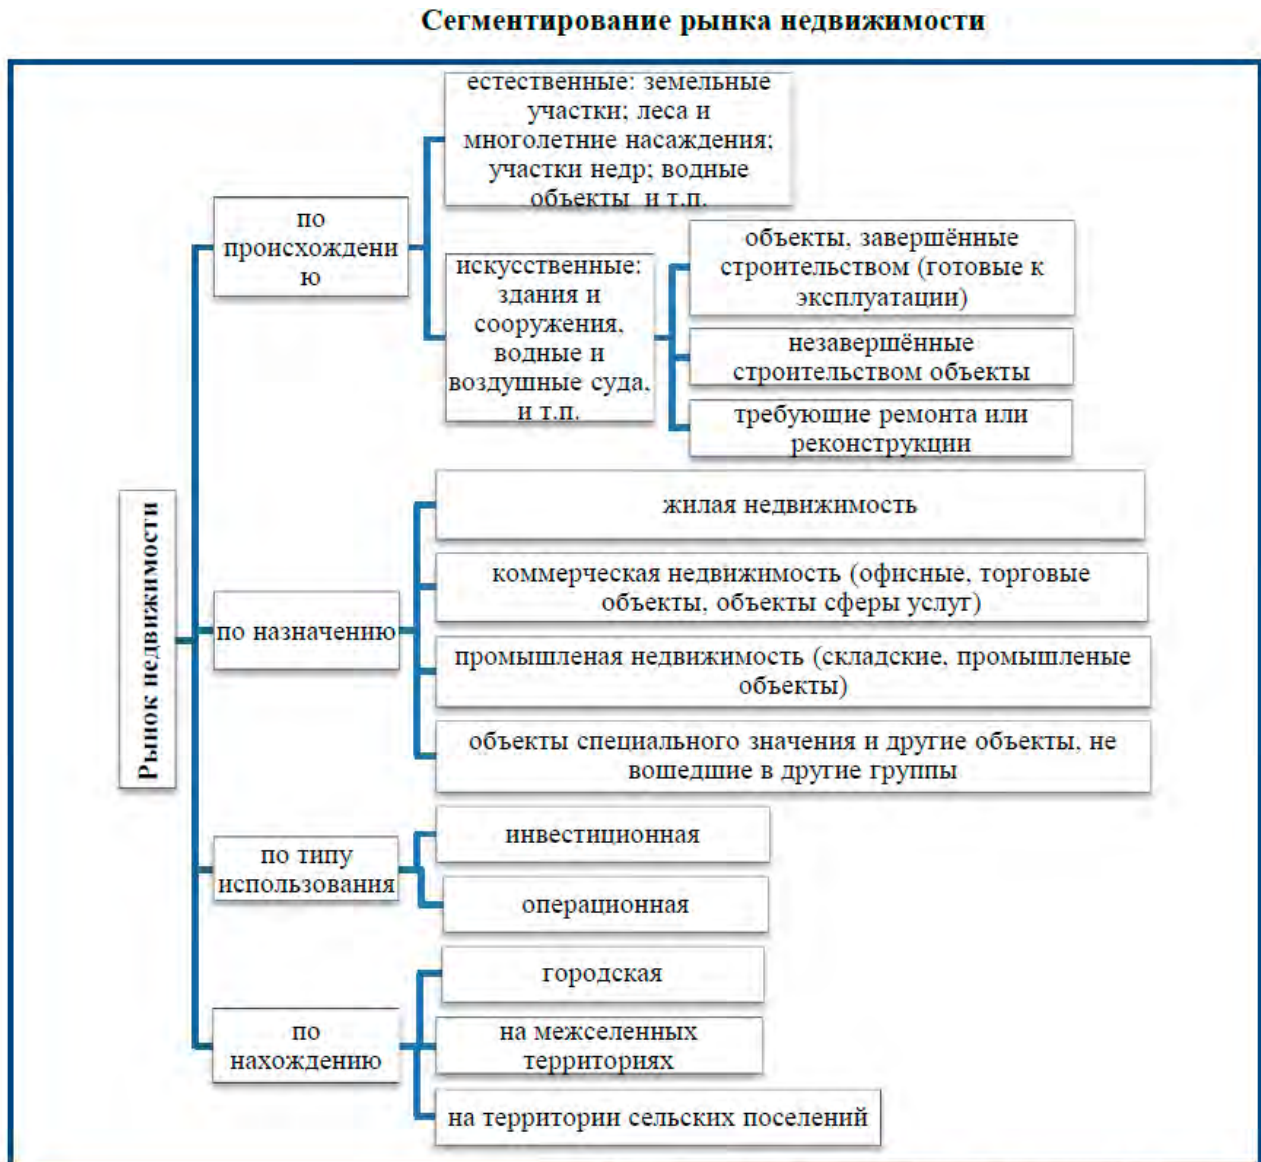 Сегментирование рынка недвижимости
Рынок недвижимости
по
происхождени
ю
естественные: земельные
участки; леса и
многолетние насаждения;
участки недр; водные
объекты и т.п.
искусственные:
здания и
сооружения,
водные и
воздушные суда,
и т.п.
объекты, завершённые
строительством (готовые к
эксплуатации)
незавершённые
строительством объекты
требующие ремонта или
реконструкции
по назначению
жилая недвижимость
коммерческая недвижимость (офисные, торговые
объекты, объекты сферы услуг)
промышленая недвижимость (складские, промышленые
объекты)
объекты специального значения и другие объекты, не
вошедшие в другие группы
по типу
использования
инвестиционная
операционная
по
нахождению
городская
на межселенных
территориях
на территории сельских поселений